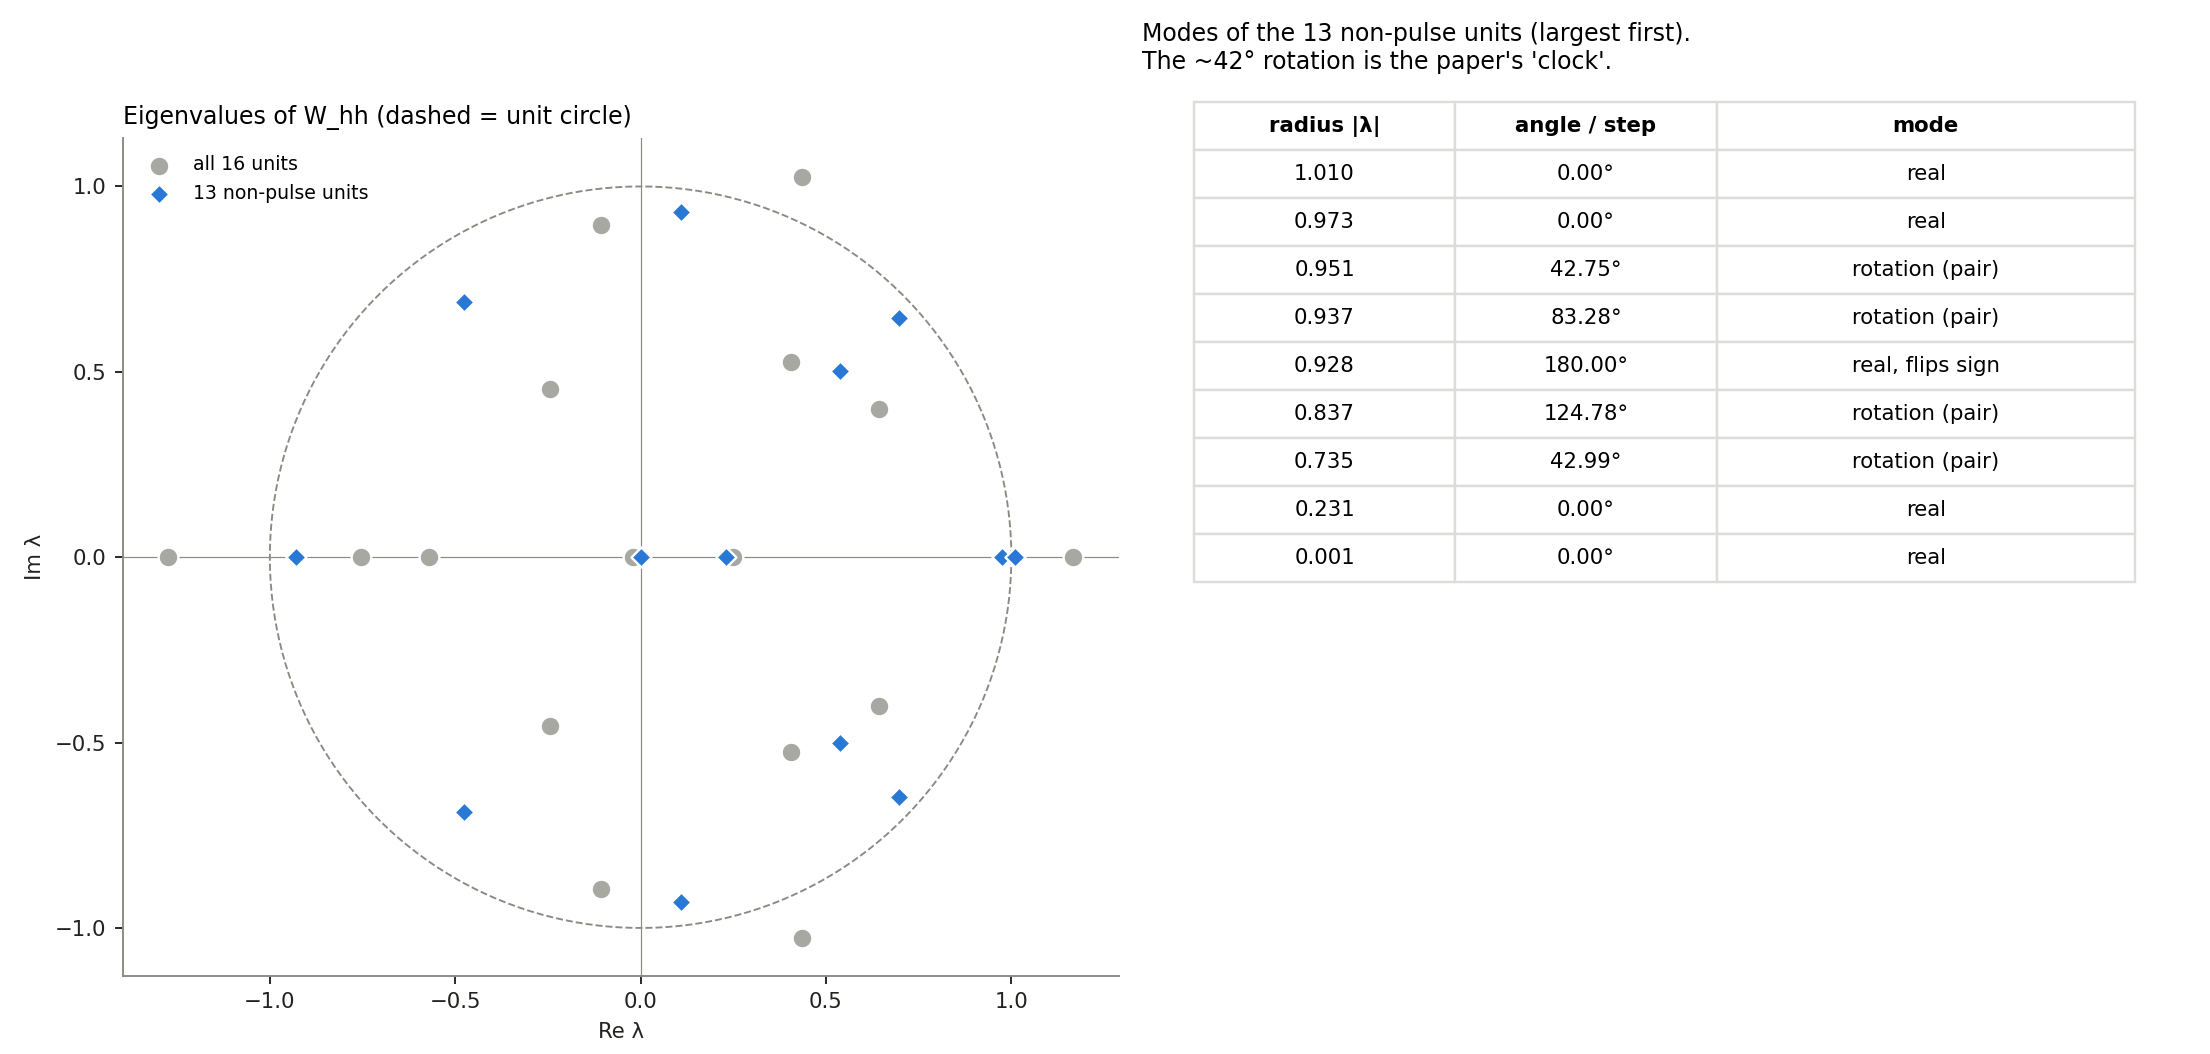 Modes of the 13 non-pulse units (largest first).
The ~42° rotation is the paper's 'clock'.
Eigenvalues of W_hh (dashed = unit circle)
all 16 units
13 non-pulse units
1.0
0.5
0.0
−0.5
−1.0
Im λ
−1.0 −0.5 0.0 0.5 1.0
Re λ
radius |λ| angle / step mode
1.010 0.00° real
0.973 0.00° real
0.951 42.75° rotation (pair)
0.937 83.28° rotation (pair)
0.928 180.00° real, flips sign
0.837 124.78° rotation (pair)
0.735 42.99° rotation (pair)
0.231 0.00° real
0.001 0.00° real